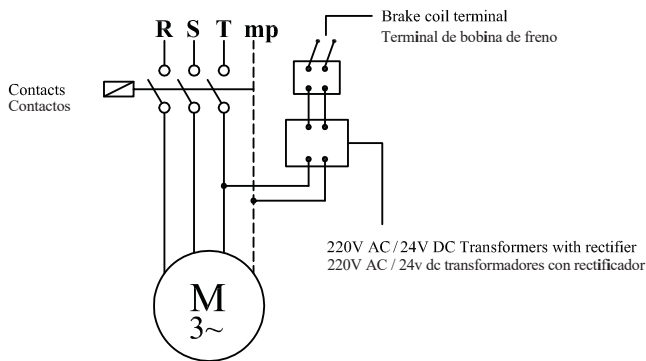 Brake coil terminal
Terminal de bobina de freno
R S T mp
Contacts
Contactos
220V AC / 24V DC Transformers with rectifier
220V AC / 24v dc transformadores con rectificador
M
3~